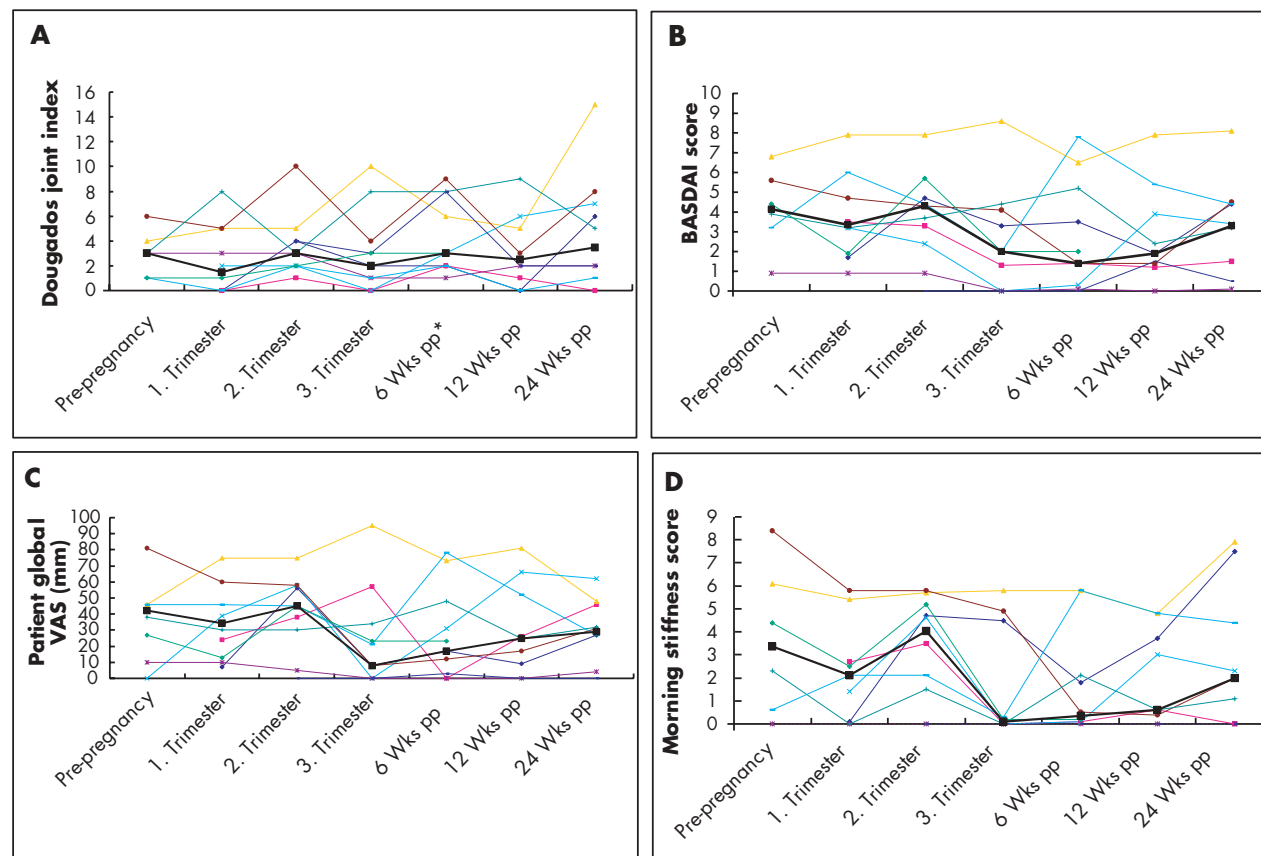 A
Dougados joint index
16
14
12
10
8
6
4
2
0
Pre-pregnancy
1. Trimester
2. Trimester
3. Trimester
6 Wks pp*
12 Wks pp
24 Wks pp
B
BASDAI score
10
9
8
7
6
5
4
3
2
1
0
Pre-pregnancy
1. Trimester
2. Trimester
3. Trimester
6 Wks pp
12 Wks pp
24 Wks pp
C
Patient global
VAS (mm)
100
90
80
70
60
50
40
30
20
10
0
Pre-pregnancy
1. Trimester
2. Trimester
3. Trimester
6 Wks pp
12 Wks pp
24 Wks pp
D
Morning stiffness score
9
8
7
6
5
4
3
2
1
0
Pre-pregnancy
1. Trimester
2. Trimester
3. Trimester
6 Wks pp
12 Wks pp
24 Wks pp